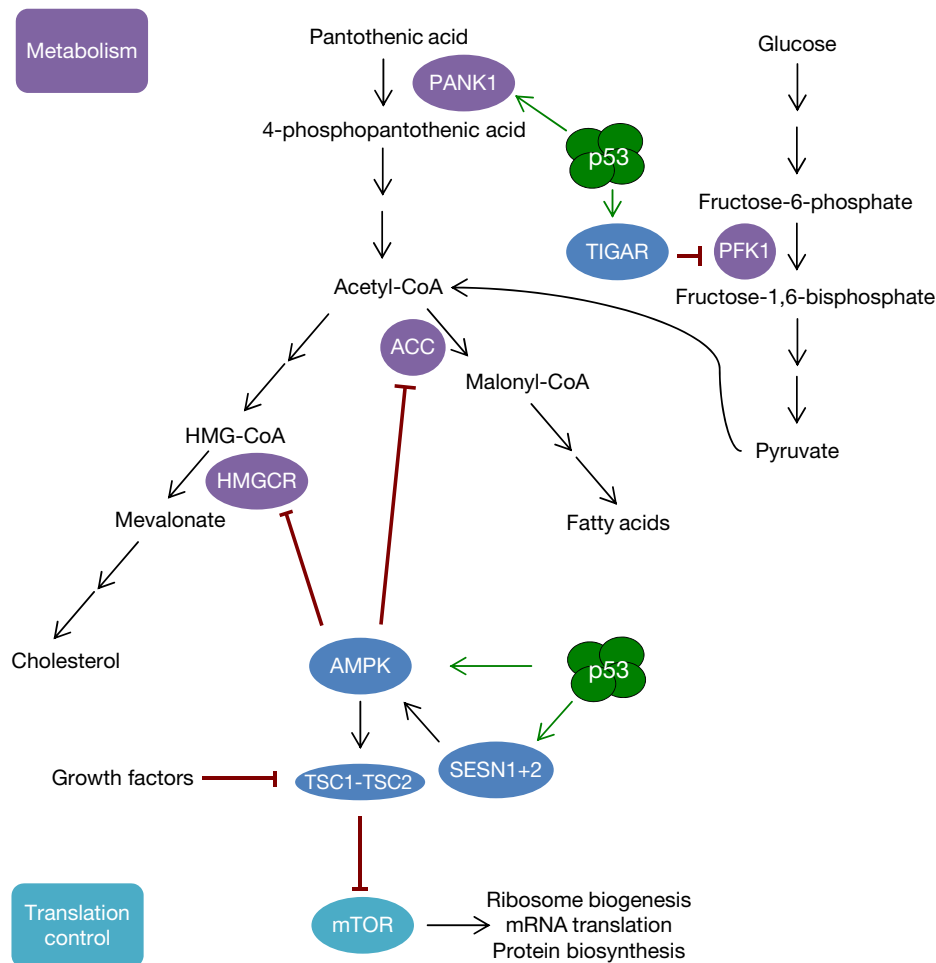 Metabolism
Pantothenic acid
Glucose
PANK1
4-phosphopantothenic acid
p53
Fructose-6-phosphate
TIGAR
PFK1
Acetyl-CoA
Fructose-1,6-bisphosphate
ACC
Malonyl-CoA
HMG-CoA
Pyruvate
HMGCR
Mevalonate
Fatty acids
Cholesterol
AMPK
p53
Growth factors
TSC1-TSC2
SESN1+2
Translation
control
mTOR
Ribosome biogenesis
mRNA translation
Protein biosynthesis